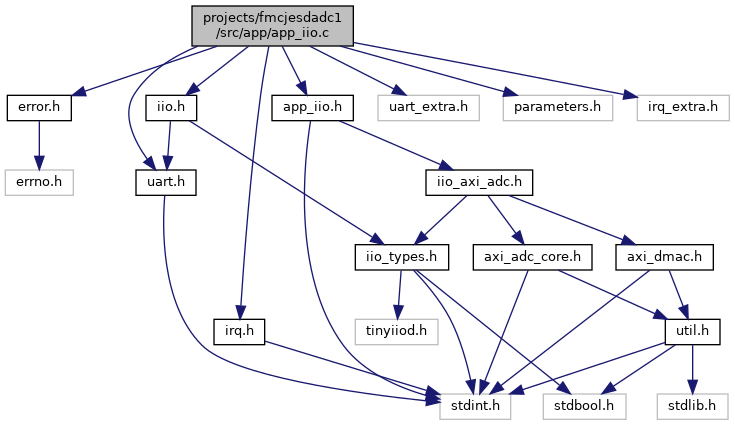 projects/fmcjesdadc1
/src/app/app_iio.c
error.h
iio.h
app_iio.h
uart_extra.h
parameters.h
irq_extra.h
errno.h
uart.h
iio_axi_adc.h
iio_types.h
axi_adc_core.h
axi_dmac.h
irq.h
tinyiiod.h
util.h
stdint.h
stdbool.h
stdlib.h